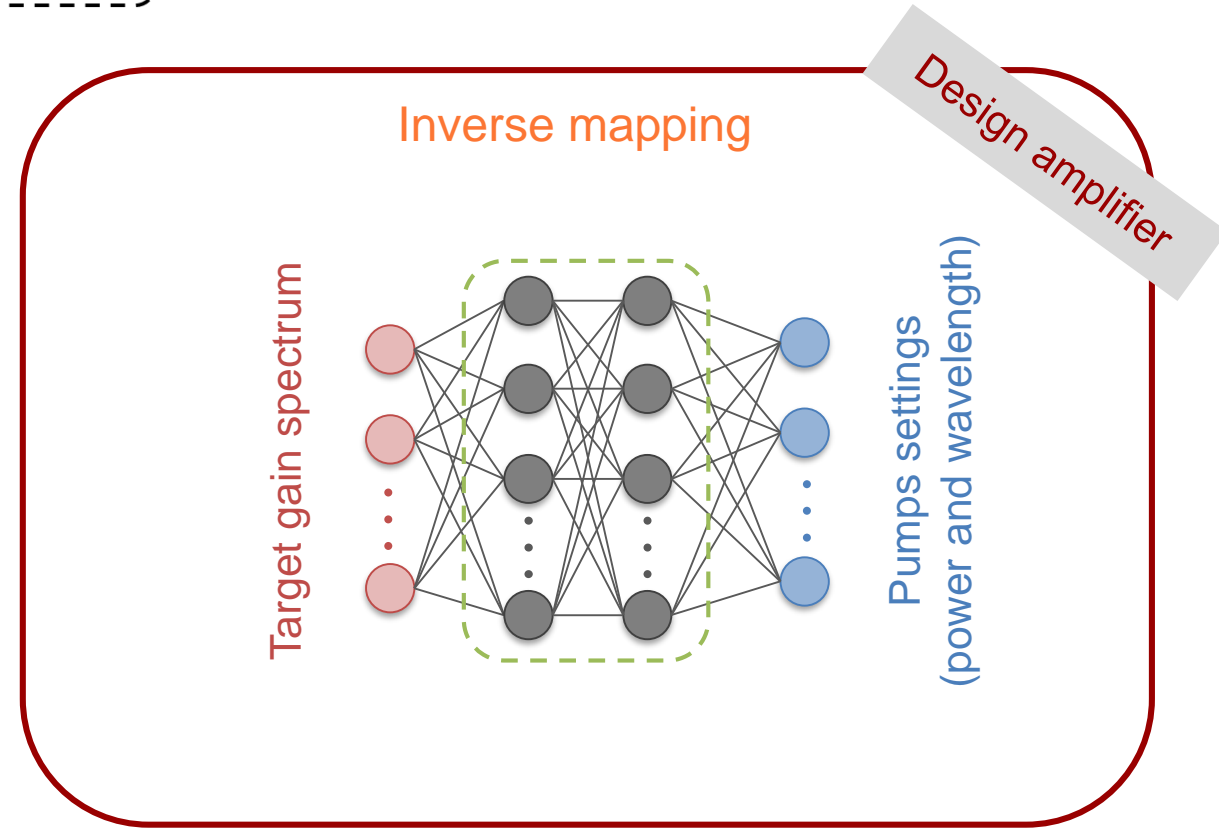 Design amplifier
Inverse mapping
Target gain spectrum
Pumps settings
(power and wavelength)